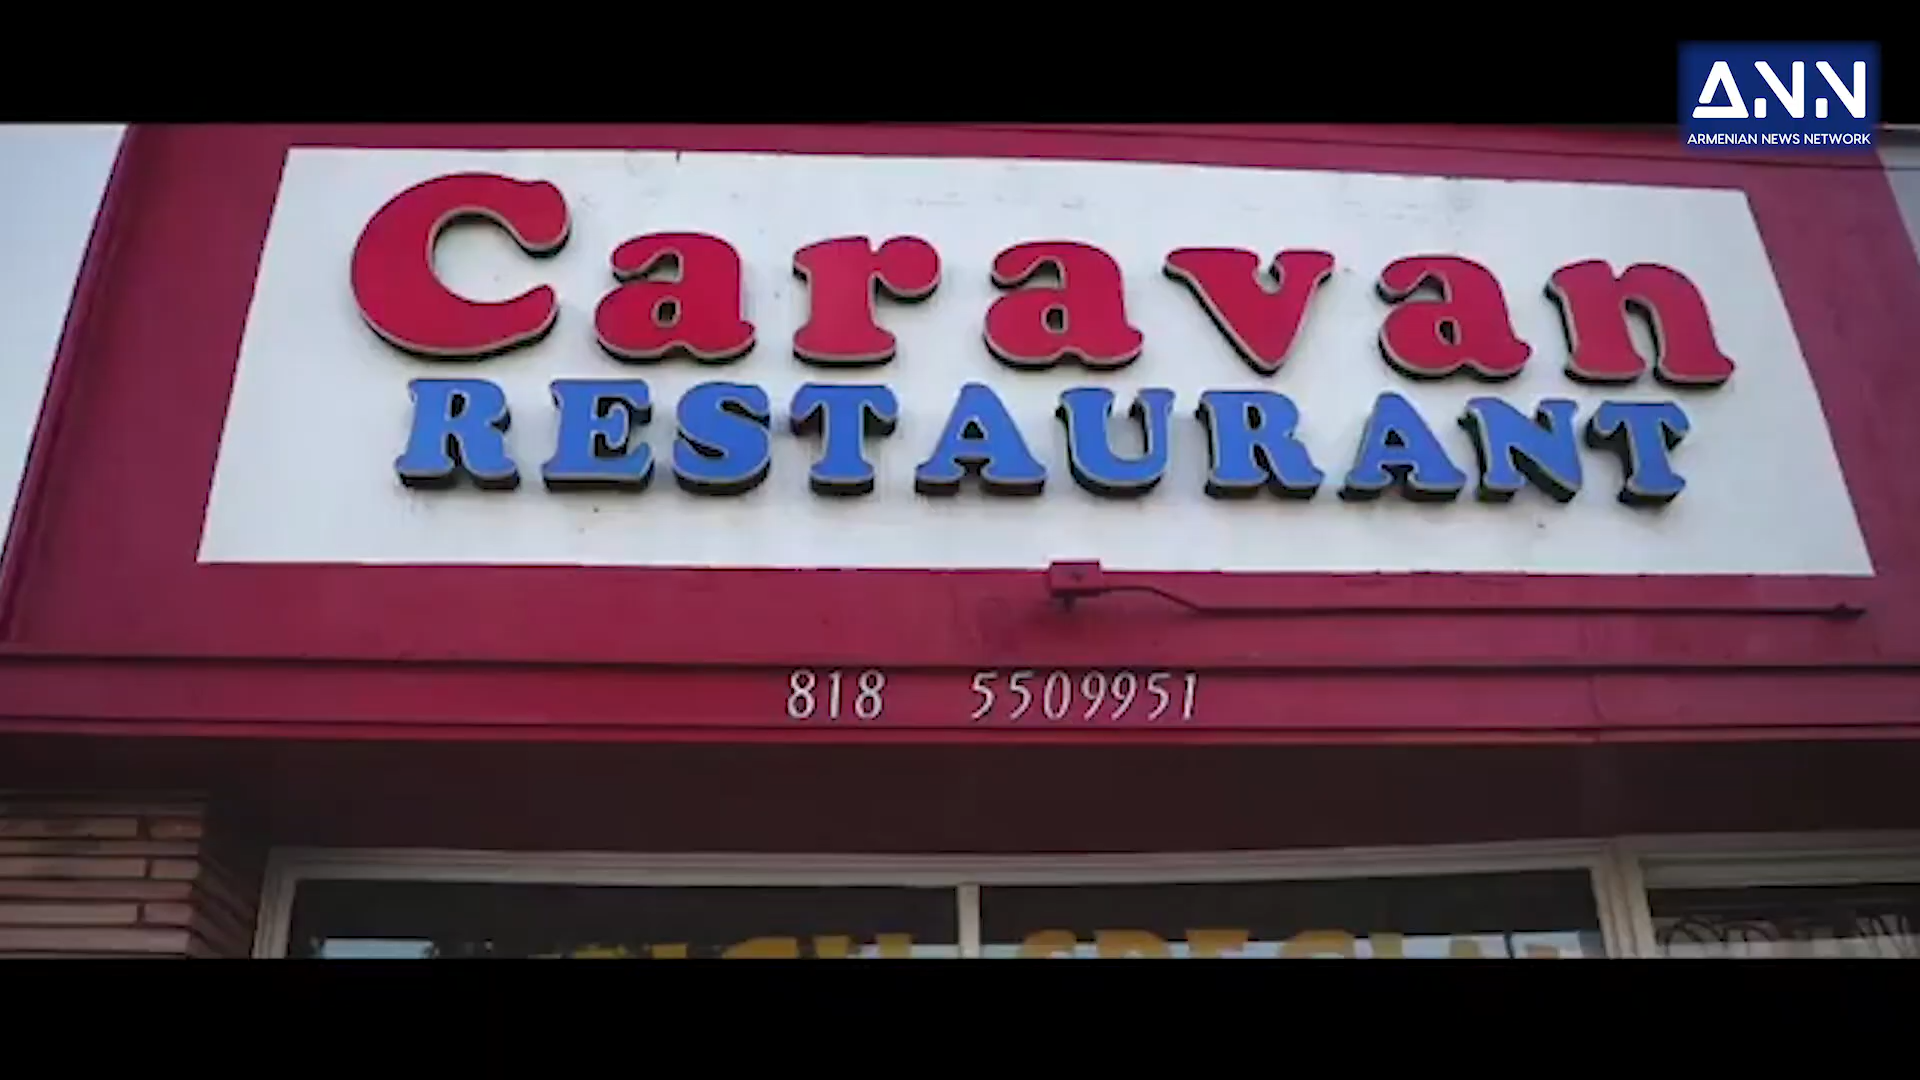 ANN
ARMENIAN NEWS NETWORK
Caravan
RESTAURANT
818 5509951